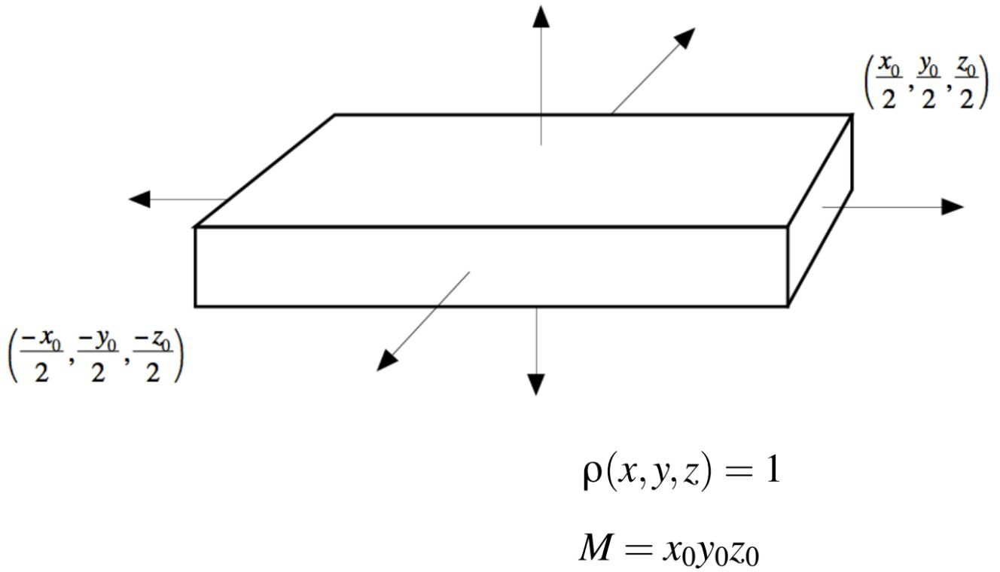 (x₀/2, y₀/2, z₀/2)
(−x₀/2, −y₀/2, −z₀/2)
ρ(x, y, z) = 1
M = x₀y₀z₀